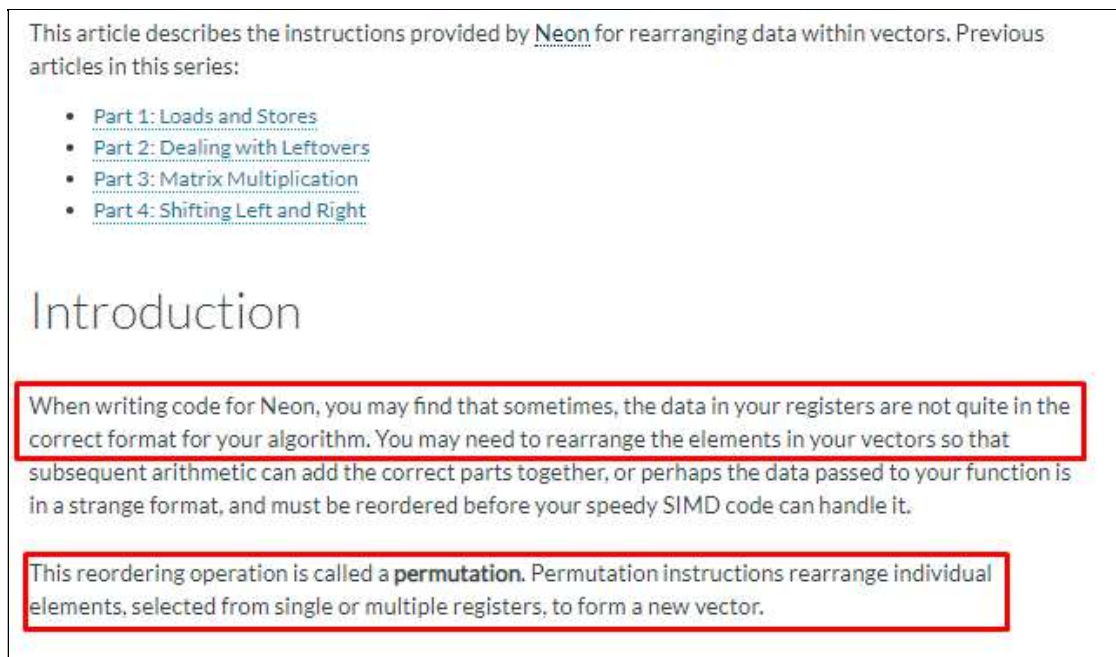 This article describes the instructions provided by Neon for rearranging data within vectors. Previous
articles in this series:
• Part 1: Loads and Stores
• Part 2: Dealing with Leftovers
• Part 3: Matrix Multiplication
• Part 4: Shifting Left and Right
Introduction
When writing code for Neon, you may find that sometimes, the data in your registers are not quite in the
correct format for your algorithm. You may need to rearrange the elements in your vectors so that
subsequent arithmetic can add the correct parts together, or perhaps the data passed to your function is
in a strange format, and must be reordered before your speedy SIMD code can handle it.
This reordering operation is called a permutation. Permutation instructions rearrange individual
elements, selected from single or multiple registers, to form a new vector.